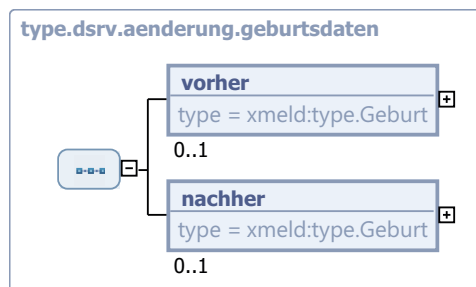 type.dsrv.aenderung.geburtsdaten
vorher
type = xmeld:type.Geburt
0..1
nachher
type = xmeld:type.Geburt
0..1